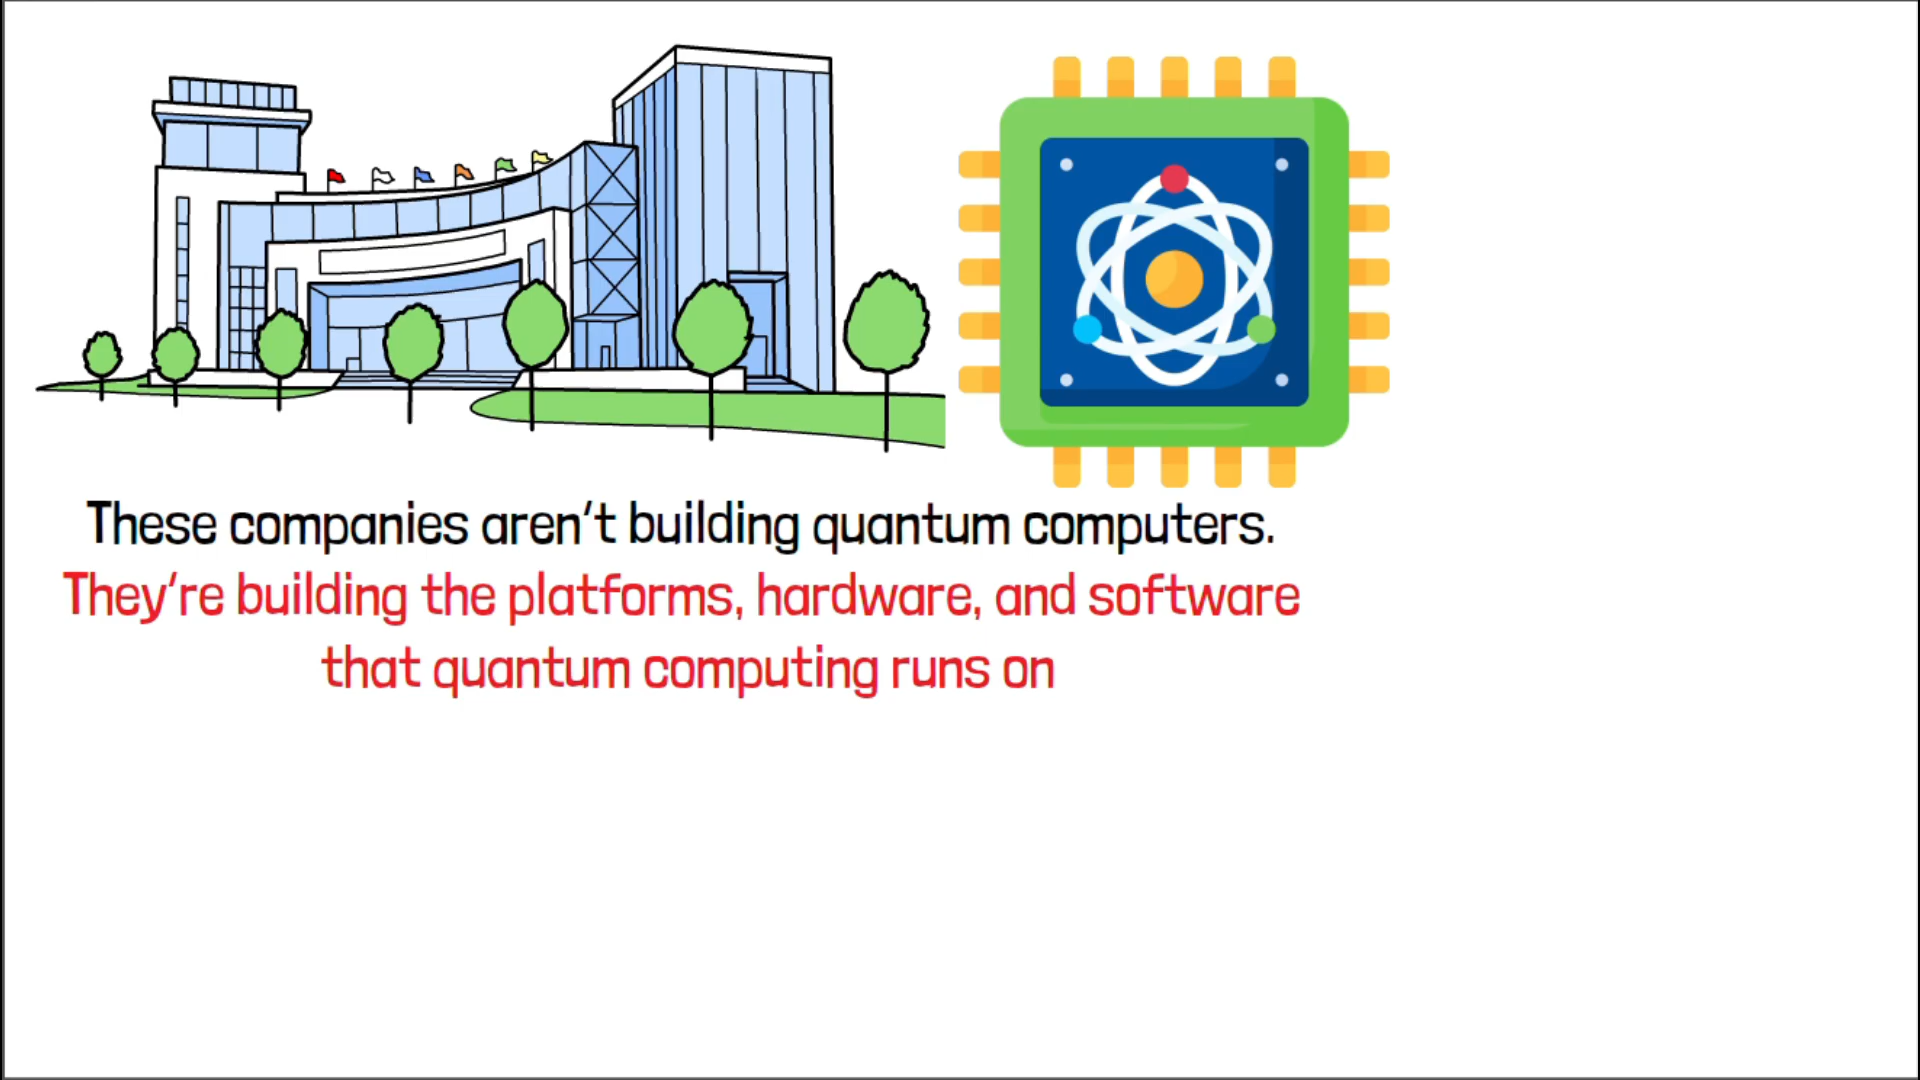 These companies aren't building quantum computers.
They're building the platforms, hardware, and software
that quantum computing runs on